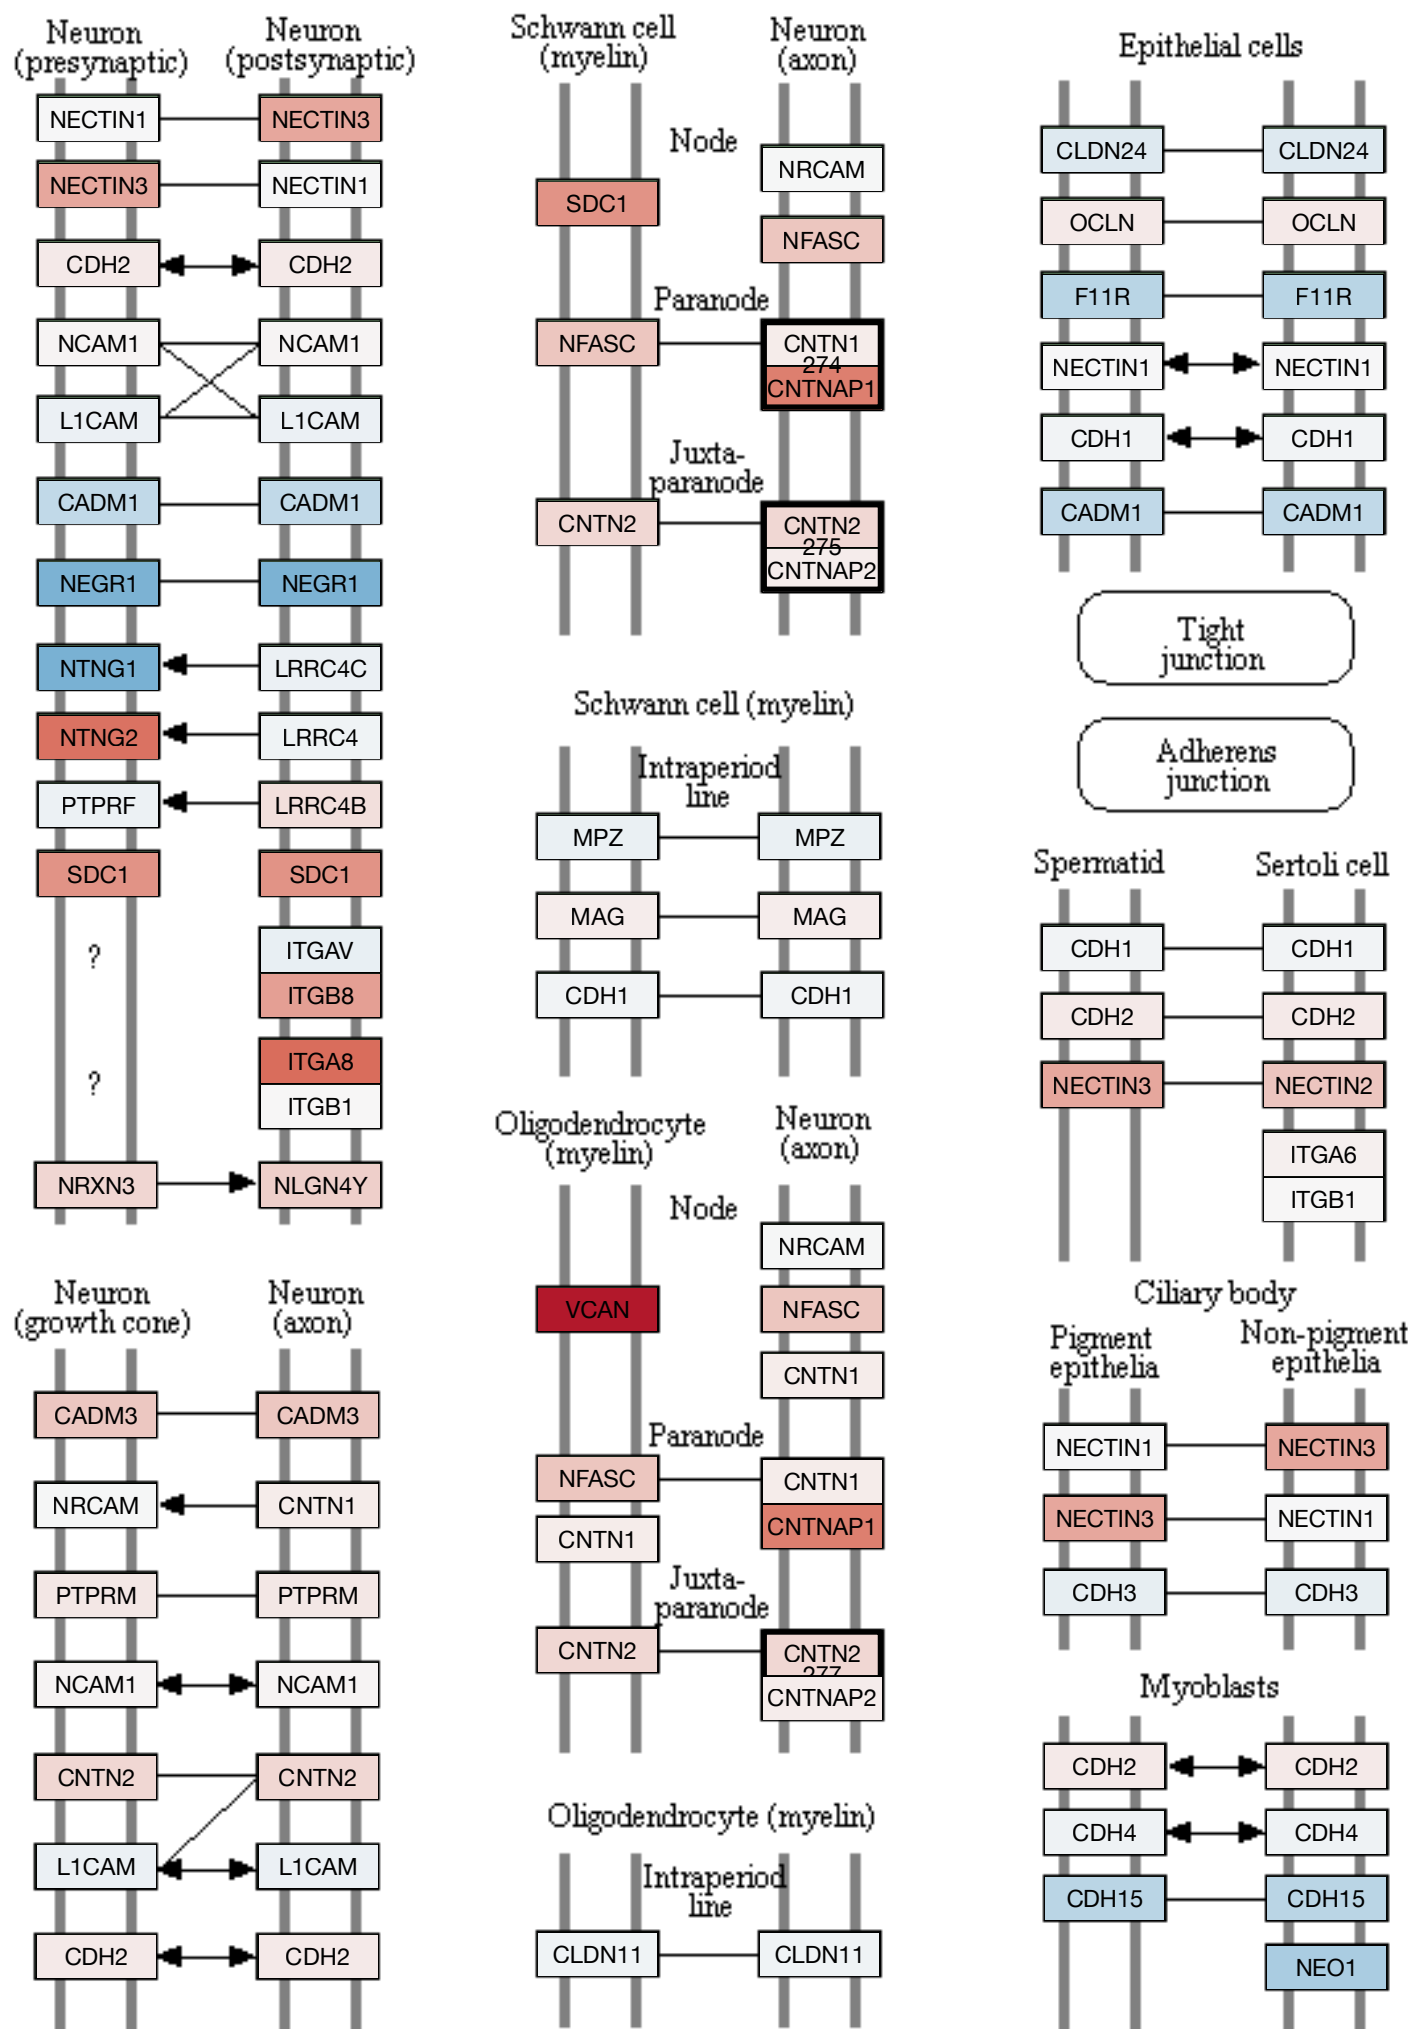 Neuron
(presynaptic)
Neuron
(postsynaptic)
NECTIN1
NECTIN3
NECTIN3
NECTIN1
CDH2
CDH2
NCAM1
NCAM1
L1CAM
L1CAM
CADM1
CADM1
NEGR1
NEGR1
NTNG1
LRRC4C
NTNG2
LRRC4
PTPRF
LRRC4B
SDC1
SDC1
?
ITGAV
ITGB8
?
ITGA8
ITGB1
NRXN3
NLGN4Y
Neuron
(growth cone)
Neuron
(axon)
CADM3
CADM3
NRCAM
CNTN1
PTPRM
PTPRM
NCAM1
NCAM1
CNTN2
CNTN2
L1CAM
L1CAM
CDH2
CDH2
Schwann cell
(myelin)
Neuron
(axon)
Node
NRCAM
SDC1
NFASC
Paranode
NFASC
CNTN1
274
CNTNAP1
Juxta-
paranode
CNTN2
CNTN2
275
CNTNAP2
Schwann cell (myelin)
Intraperiod
line
MPZ
MPZ
MAG
MAG
CDH1
CDH1
Oligodendrocyte
(myelin)
Neuron
(axon)
Node
NRCAM
VCAN
NFASC
CNTN1
Paranode
NFASC
CNTN1
CNTN1
CNTNAP1
Juxta-
paranode
CNTN2
CNTN2
277
CNTNAP2
Oligodendrocyte (myelin)
Intraperiod
line
CLDN11
CLDN11
Epithelial cells
CLDN24
CLDN24
OCLN
OCLN
F11R
F11R
NECTIN1
NECTIN1
CDH1
CDH1
CADM1
CADM1
Tight
junction
Adherens
junction
Spermatid
Sertoli cell
CDH1
CDH1
CDH2
CDH2
NECTIN3
NECTIN2
ITGA6
ITGB1
Ciliary body
Pigment
epithelia
Non-pigment
epithelia
NECTIN1
NECTIN3
NECTIN3
NECTIN1
CDH3
CDH3
Myoblasts
CDH2
CDH2
CDH4
CDH4
CDH15
CDH15
NEO1